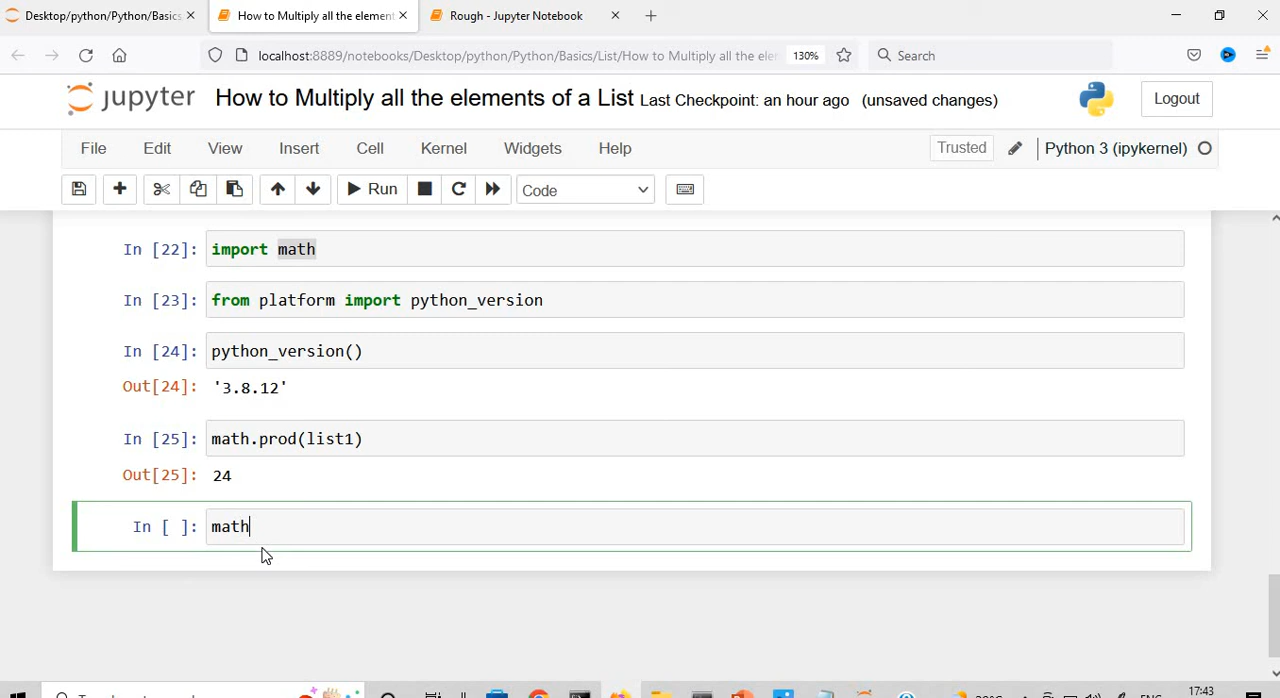 Desktop/python/Python/Basics
How to Multiply all the element
Rough - Jupyter Notebook
localhost:8889/notebooks/Desktop/python/Python/Basics/List/How to Multiply all the ele
130%
Search
jupyter
How to Multiply all the elements of a List
Last Checkpoint: an hour ago
(unsaved changes)
Logout
File
Edit
View
Insert
Cell
Kernel
Widgets
Help
Trusted
Python 3 (ipykernel)
Run
Code
In [22]: import math
In [23]: from platform import python_version
In [24]: python_version()
Out[24]: '3.8.12'
In [25]: math.prod(list1)
Out[25]: 24
In [ ]: math
17:43